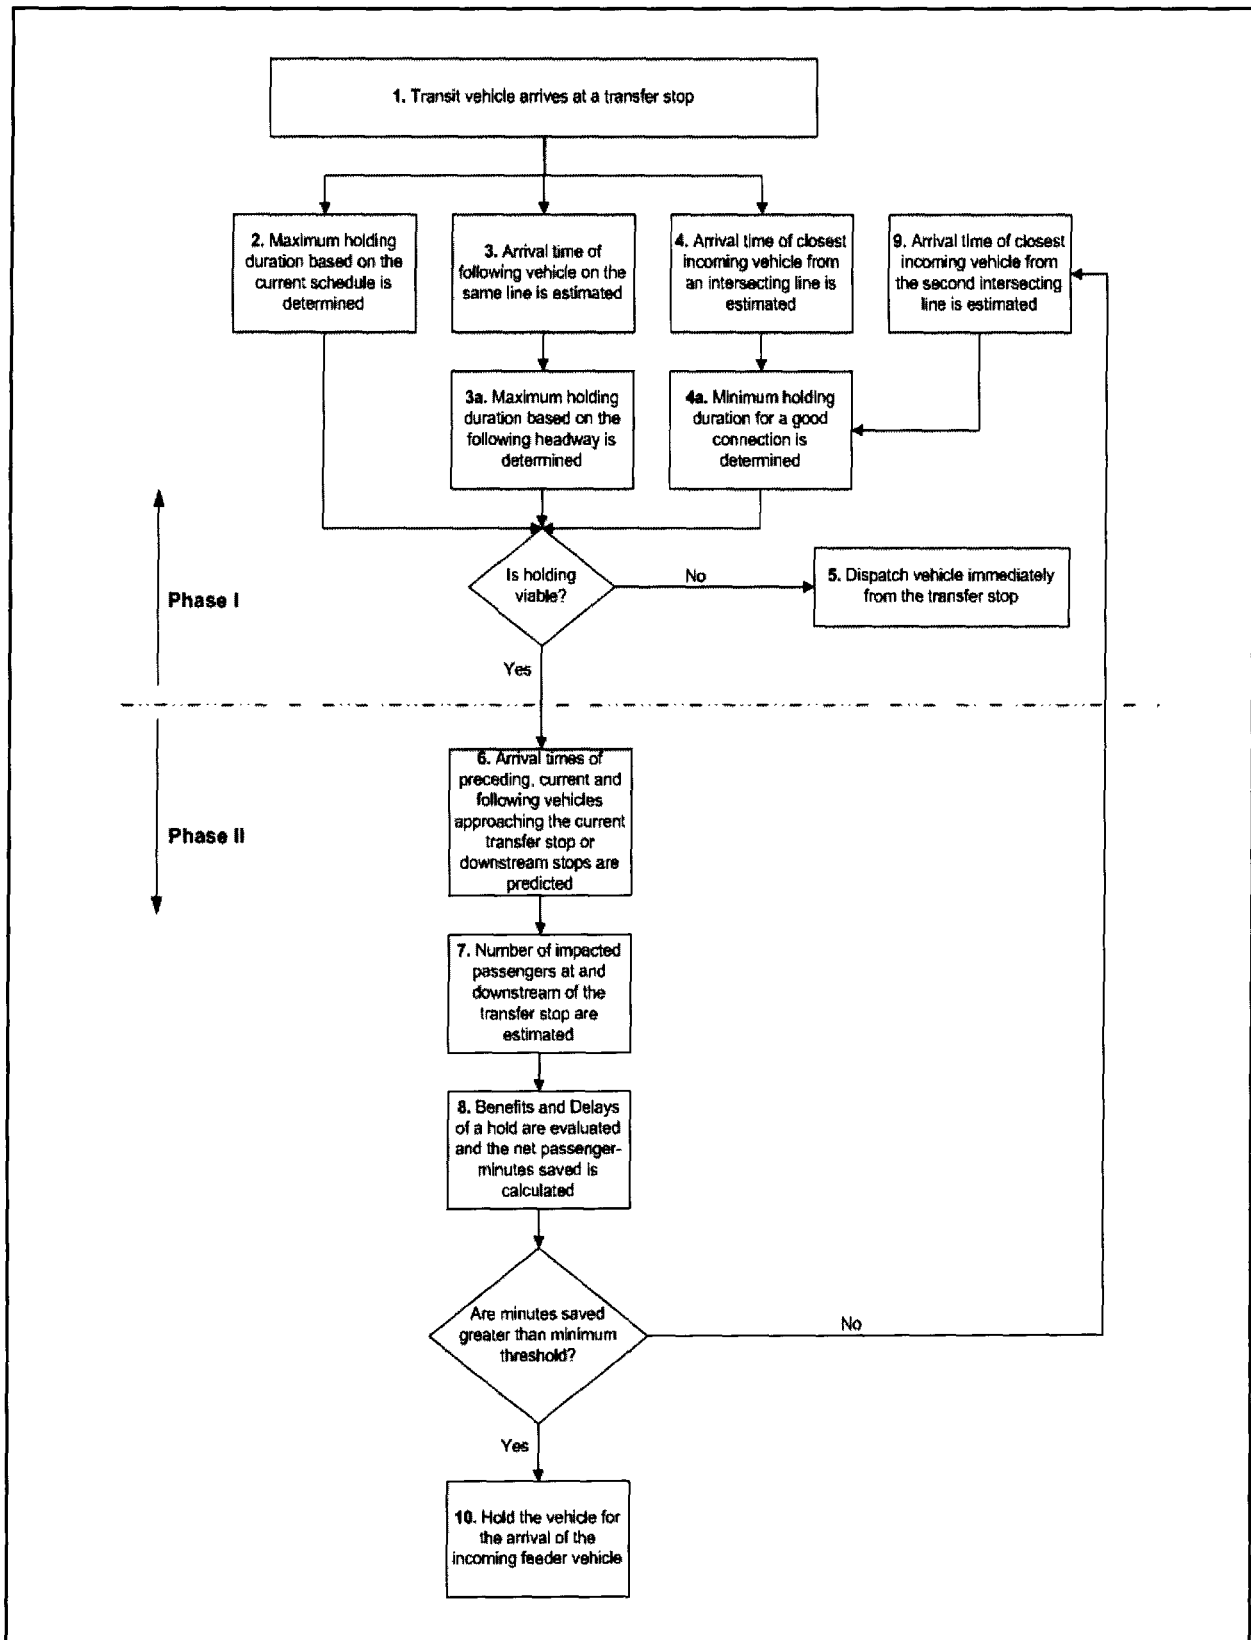 1. Transit vehicle arrives at a transfer stop
2. Maximum holding
duration based on the
current schedule is
determined
3. Arrival time of
following vehicle on the
same line is estimated
4. Arrival time of closest
incoming vehicle from
an intersecting line is
estimated
9. Arrival time of closest
incoming vehicle from
the second intersecting
line is estimated
3a. Maximum holding
duration based on the
following headway is
determined
4a. Minimum holding
duration for a good
connection is
determined
Is holding
viable?
No
5. Dispatch vehicle immediately
from the transfer stop
Phase I
Yes
6. Arrival times of
preceding, current and
following vehicles
approaching the current
transfer stop or
downstream stops are
predicted
Phase II
7. Number of impacted
passengers at and
downstream of the
transfer stop are
estimated
8. Benefits and Delays
of a hold are evaluated
and the net passenger-
minutes saved is
calculated
Are minutes saved
greater than minimum
threshold?
No
Yes
10. Hold the vehicle for
the arrival of the
incoming feeder vehicle